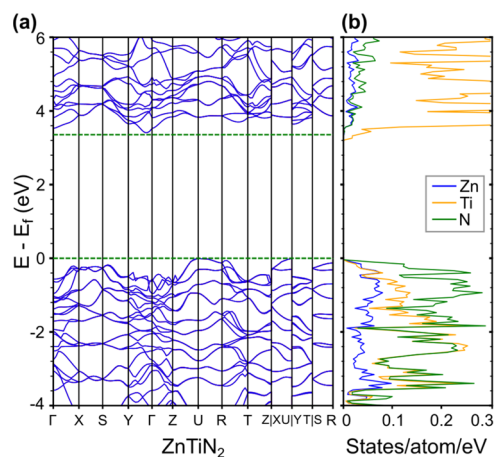 (a)
(b)
6
4
2
0
-2
-4
E - E_f (eV)
Zn
Ti
N
Γ X S Y Γ Z U R T Z|XU|YT|S R
0 0.1 0.2 0.3
ZnTiN₂
States/atom/eV